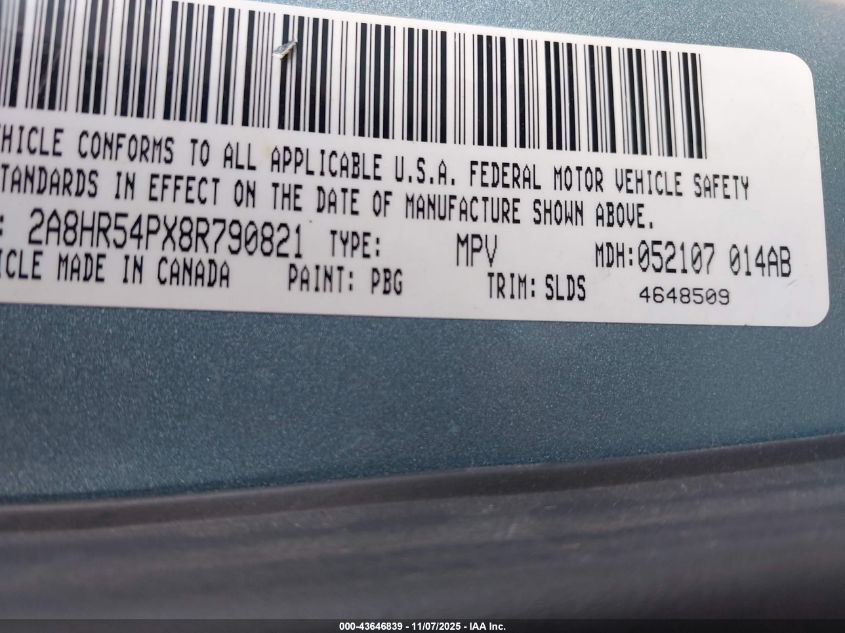 VEHICLE CONFORMS TO ALL APPLICABLE U.S.A. FEDERAL MOTOR VEHICLE SAFETY
STANDARDS IN EFFECT ON THE DATE OF MANUFACTURE SHOWN ABOVE.
: 2A8HR54PX8R790821 TYPE: MPV MDH:052107 014AB
ICLE MADE IN CANADA PAINT: PBG TRIM: SLDS 4648509
000-43646839 - 11/07/2025 - IAA Inc.